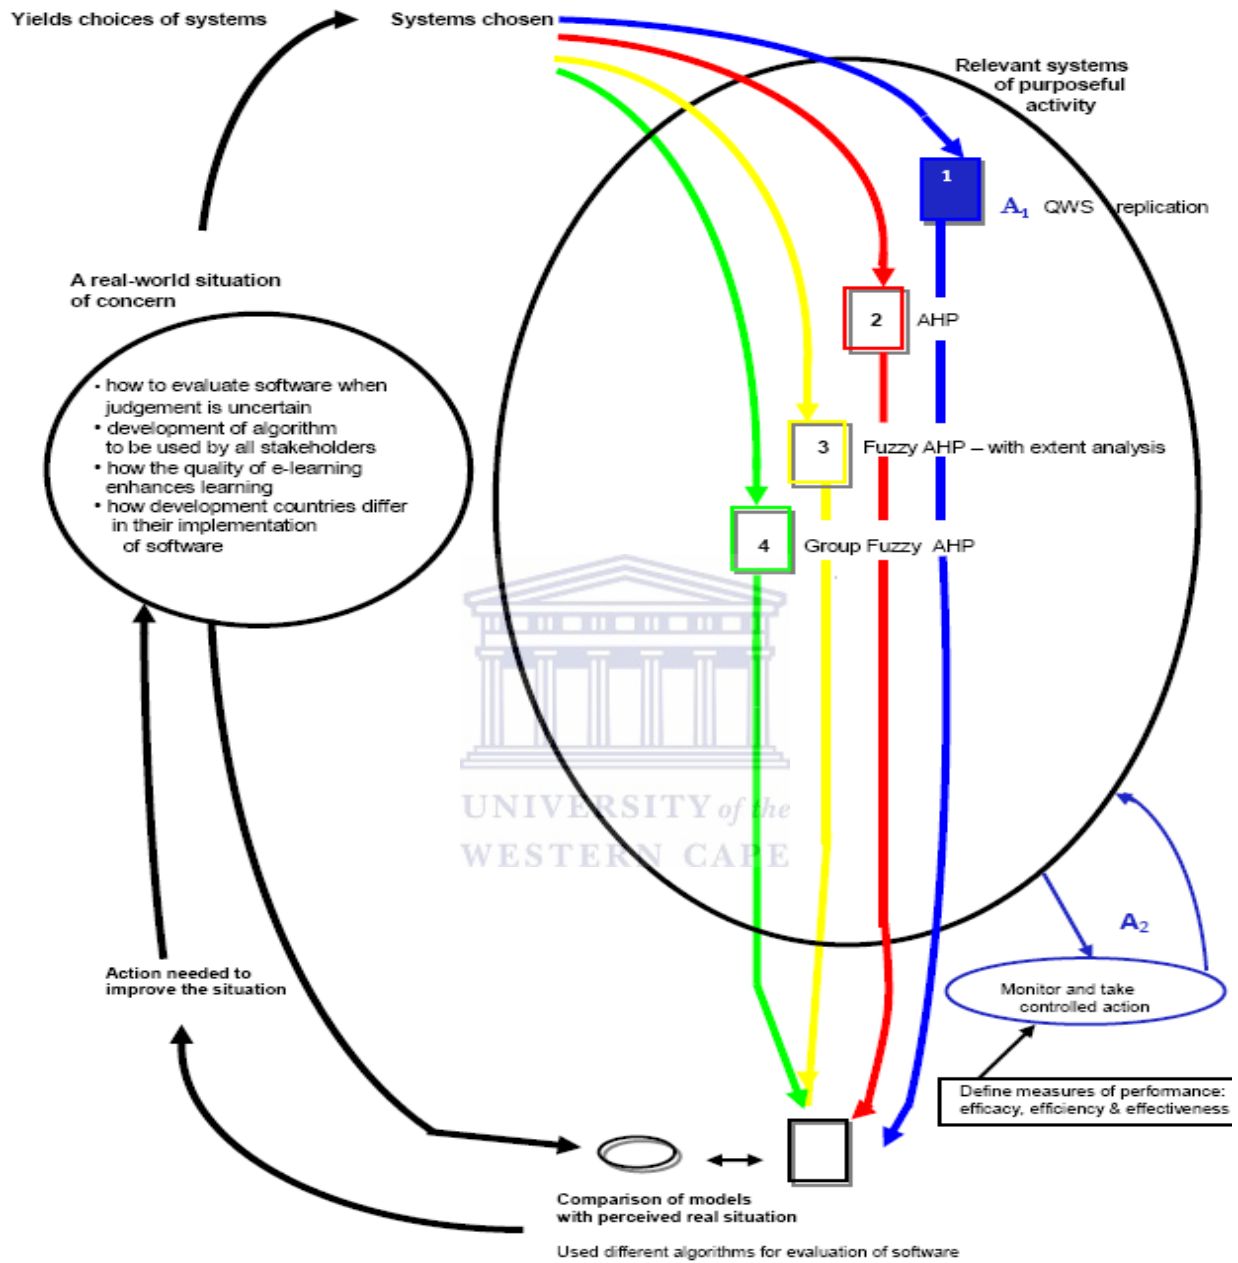 Yields choices of systems
Systems chosen
Relevant systems
of purposeful
activity
1
A1 QWS replication
A real-world situation
of concern
2 AHP
• how to evaluate software when
judgement is uncertain
• development of algorithm
to be used by all stakeholders
• how the quality of e-learning
enhances learning
• how development countries differ
in their implementation
of software
3 Fuzzy AHP – with extent analysis
4 Group Fuzzy AHP
UNIVERSITY of the
WESTERN CAPE
A2
Action needed to
improve the situation
Monitor and take
controlled action
Define measures of performance:
efficacy, efficiency & effectiveness
Comparison of models
with perceived real situation
Used different algorithms for evaluation of software